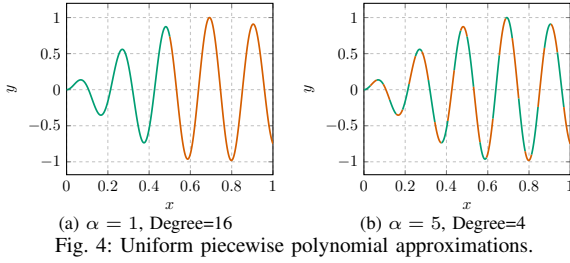 1
0.5
0
−0.5
−1
y
0 0.2 0.4 0.6 0.8 1
x
(a) α = 1, Degree=16
1
0.5
0
−0.5
−1
y
0 0.2 0.4 0.6 0.8 1
x
(b) α = 5, Degree=4
Fig. 4: Uniform piecewise polynomial approximations.